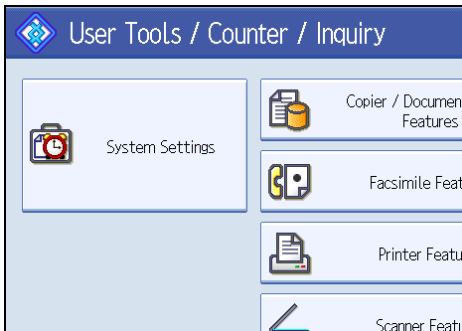 User Tools / Counter / Inquiry
System Settings
Copier / Documen
Features
Facsimile Feat
Printer Featu
Scanner Featu